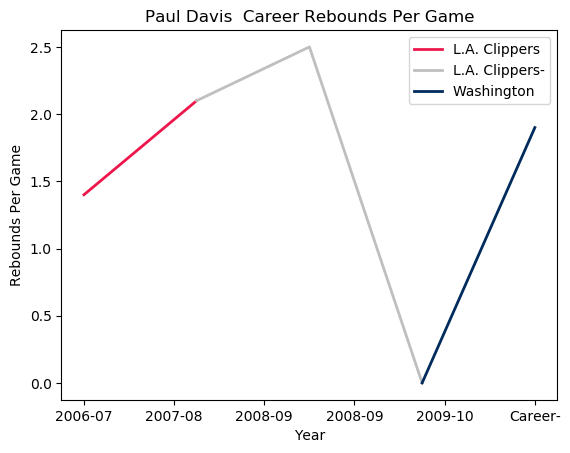 Paul Davis  Career Rebounds Per Game
L.A. Clippers
L.A. Clippers-
Washington
Rebounds Per Game
2.5
2.0
1.5
1.0
0.5
0.0
2006-07 2007-08 2008-09 2008-09 2009-10 Career-
Year